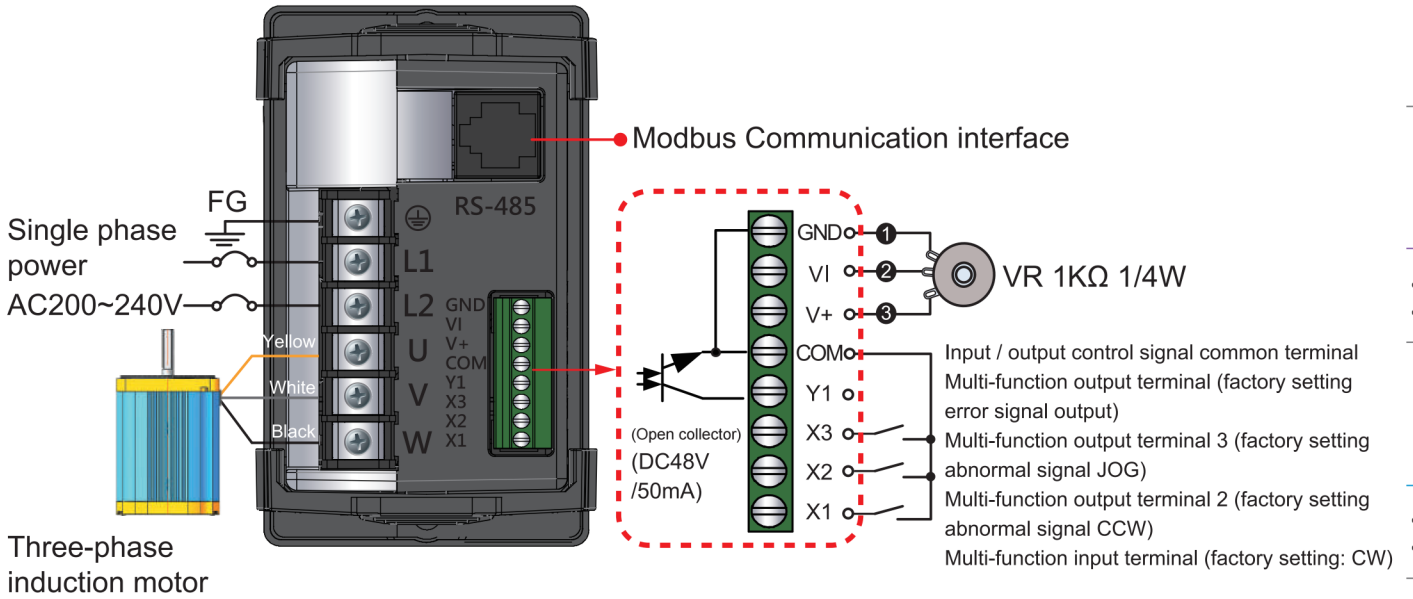 Modbus Communication interface
FG
RS-485
Single phase
power
AC200~240V
L1
L2
U
V
W
GND
VI
V+
COM
Y1
X3
X2
X1
Yellow
White
Black
Three-phase
induction motor
GND
VI
V+
COM
Y1
X3
X2
X1
1
2
3
VR 1KΩ 1/4W
(Open collector)
(DC48V
/50mA)
Input / output control signal common terminal
Multi-function output terminal (factory setting
error signal output)
Multi-function output terminal 3 (factory setting
abnormal signal JOG)
Multi-function output terminal 2 (factory setting
abnormal signal CCW)
Multi-function input terminal (factory setting: CW)